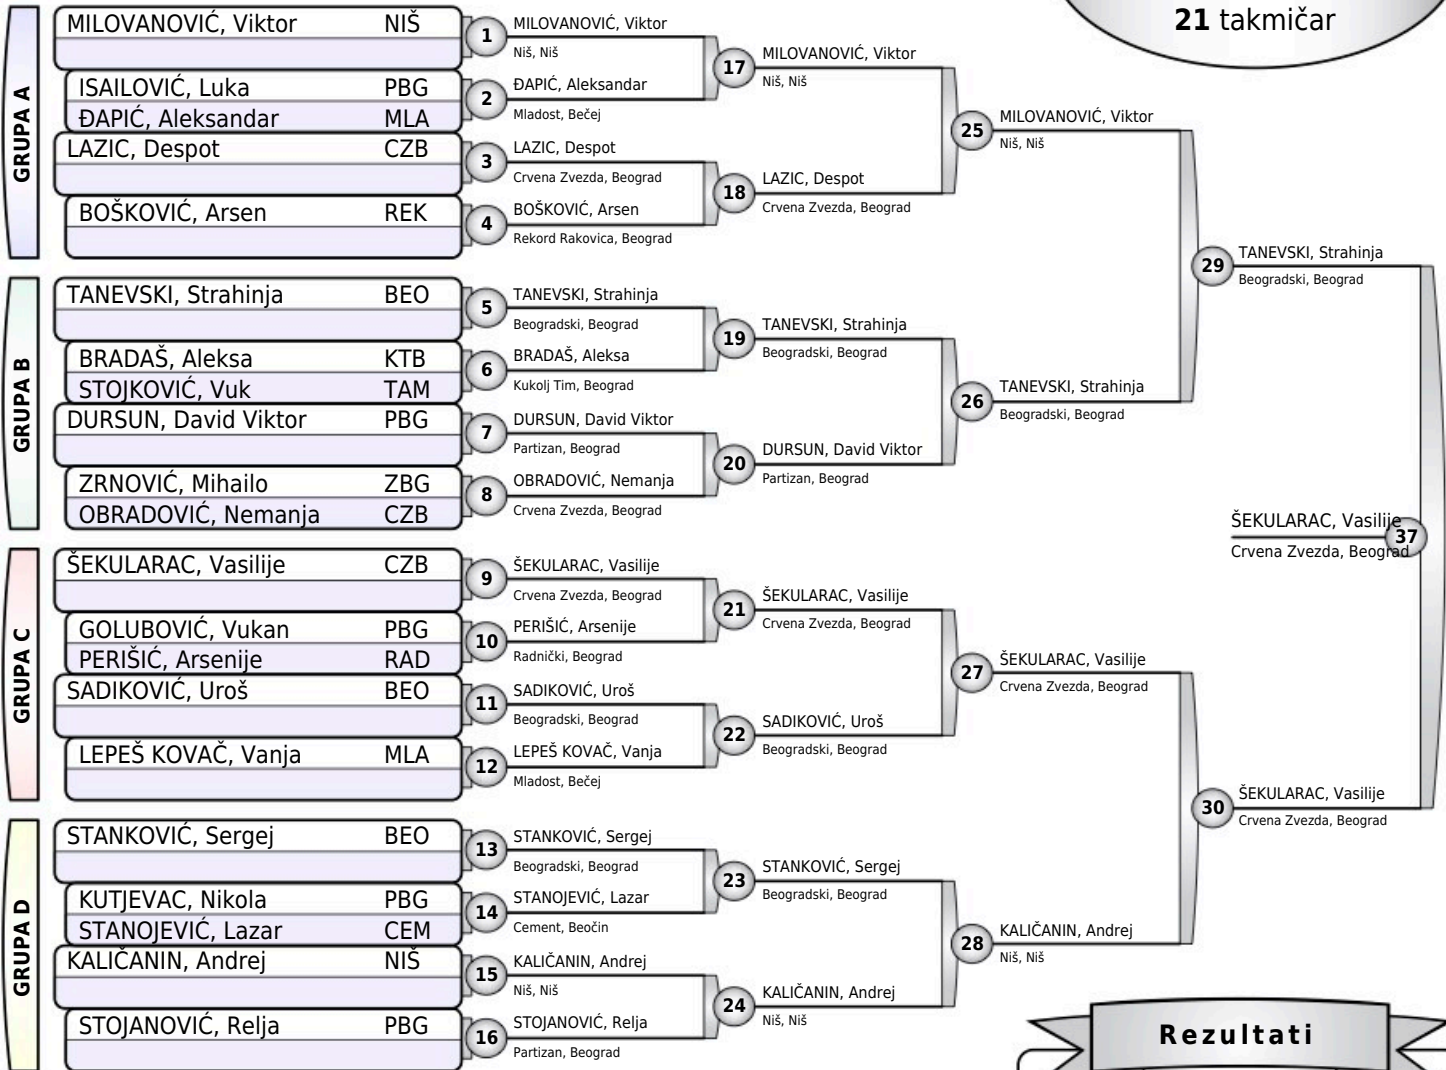 21 takmičar
GRUPA A
MILOVANOVIĆ, Viktor NIŠ
ISAILOVIĆ, Luka PBG
ĐAPIĆ, Aleksandar MLA
LAZIC, Despot CZB
BOŠKOVIĆ, Arsen REK
GRUPA B
TANEVSKI, Strahinja BEO
BRADAŠ, Aleksa KTB
STOJKOVIĆ, Vuk TAM
DURSUN, David Viktor PBG
ZRNOVIĆ, Mihailo ZBG
OBRADOVIĆ, Nemanja CZB
GRUPA C
ŠEKULARAC, Vasilije CZB
GOLUBOVIĆ, Vukan PBG
PERIŠIĆ, Arsenije RAD
SADIKOVIĆ, Uroš BEO
LEPEŠ KOVAČ, Vanja MLA
GRUPA D
STANKOVIĆ, Sergej BEO
KUTJEVAC, Nikola PBG
STANOJEVIĆ, Lazar CEM
KALIČANIN, Andrej NIŠ
STOJANOVIĆ, Relja PBG
1 MILOVANOVIĆ, Viktor
Niš, Niš
2 ĐAPIĆ, Aleksandar
Mladost, Bečej
3 LAZIC, Despot
Crvena Zvezda, Beograd
4 BOŠKOVIĆ, Arsen
Rekord Rakovica, Beograd
5 TANEVSKI, Strahinja
Beogradski, Beograd
6 BRADAŠ, Aleksa
Kukolj Tim, Beograd
7 DURSUN, David Viktor
Partizan, Beograd
8 OBRADOVIĆ, Nemanja
Crvena Zvezda, Beograd
9 ŠEKULARAC, Vasilije
Crvena Zvezda, Beograd
10 PERIŠIĆ, Arsenije
Radnički, Beograd
11 SADIKOVIĆ, Uroš
Beogradski, Beograd
12 LEPEŠ KOVAČ, Vanja
Mladost, Bečej
13 STANKOVIĆ, Sergej
Beogradski, Beograd
14 STANOJEVIĆ, Lazar
Cement, Beočin
15 KALIČANIN, Andrej
Niš, Niš
16 STOJANOVIĆ, Relja
Partizan, Beograd
17 MILOVANOVIĆ, Viktor
Niš, Niš
18 LAZIC, Despot
Crvena Zvezda, Beograd
19 TANEVSKI, Strahinja
Beogradski, Beograd
20 DURSUN, David Viktor
Partizan, Beograd
21 ŠEKULARAC, Vasilije
Crvena Zvezda, Beograd
22 SADIKOVIĆ, Uroš
Beogradski, Beograd
23 STANKOVIĆ, Sergej
Beogradski, Beograd
24 KALIČANIN, Andrej
Niš, Niš
25 MILOVANOVIĆ, Viktor
Niš, Niš
26 TANEVSKI, Strahinja
Beogradski, Beograd
27 ŠEKULARAC, Vasilije
Crvena Zvezda, Beograd
28 KALIČANIN, Andrej
Niš, Niš
29 TANEVSKI, Strahinja
Beogradski, Beograd
30 ŠEKULARAC, Vasilije
Crvena Zvezda, Beograd
ŠEKULARAC, Vasilije 37
Crvena Zvezda, Beograd
Rezultati